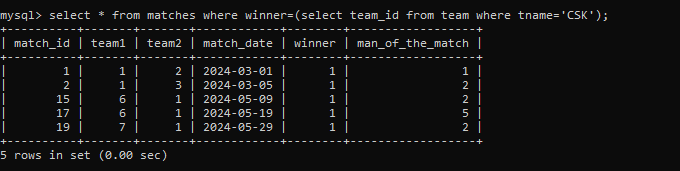 mysql> select * from matches where winner=(select team_id from team where tname='CSK');
+----------+-------+-------+------------+--------+------------------+
| match_id | team1 | team2 | match_date | winner | man_of_the_match |
+----------+-------+-------+------------+--------+------------------+
|        1 |     1 |     2 | 2024-03-01 |      1 |                1 |
|        2 |     1 |     3 | 2024-03-05 |      1 |                2 |
|       15 |     6 |     1 | 2024-05-09 |      1 |                2 |
|       17 |     6 |     1 | 2024-05-19 |      1 |                5 |
|       19 |     7 |     1 | 2024-05-29 |      1 |                2 |
+----------+-------+-------+------------+--------+------------------+
5 rows in set (0.00 sec)